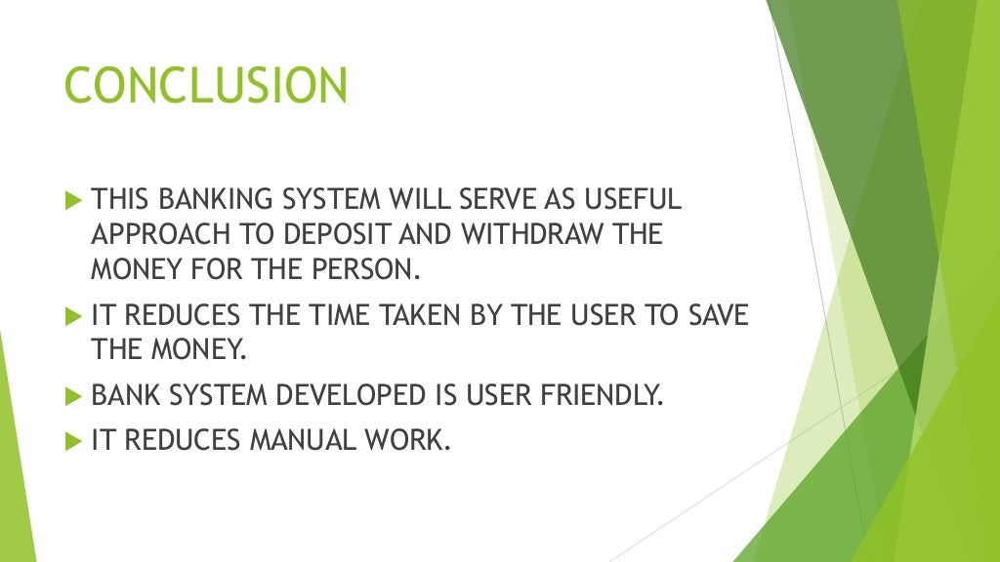 CONCLUSION
THIS BANKING SYSTEM WILL SERVE AS USEFUL
APPROACH TO DEPOSIT AND WITHDRAW THE
MONEY FOR THE PERSON.
IT REDUCES THE TIME TAKEN BY THE USER TO SAVE
THE MONEY.
BANK SYSTEM DEVELOPED IS USER FRIENDLY.
IT REDUCES MANUAL WORK.